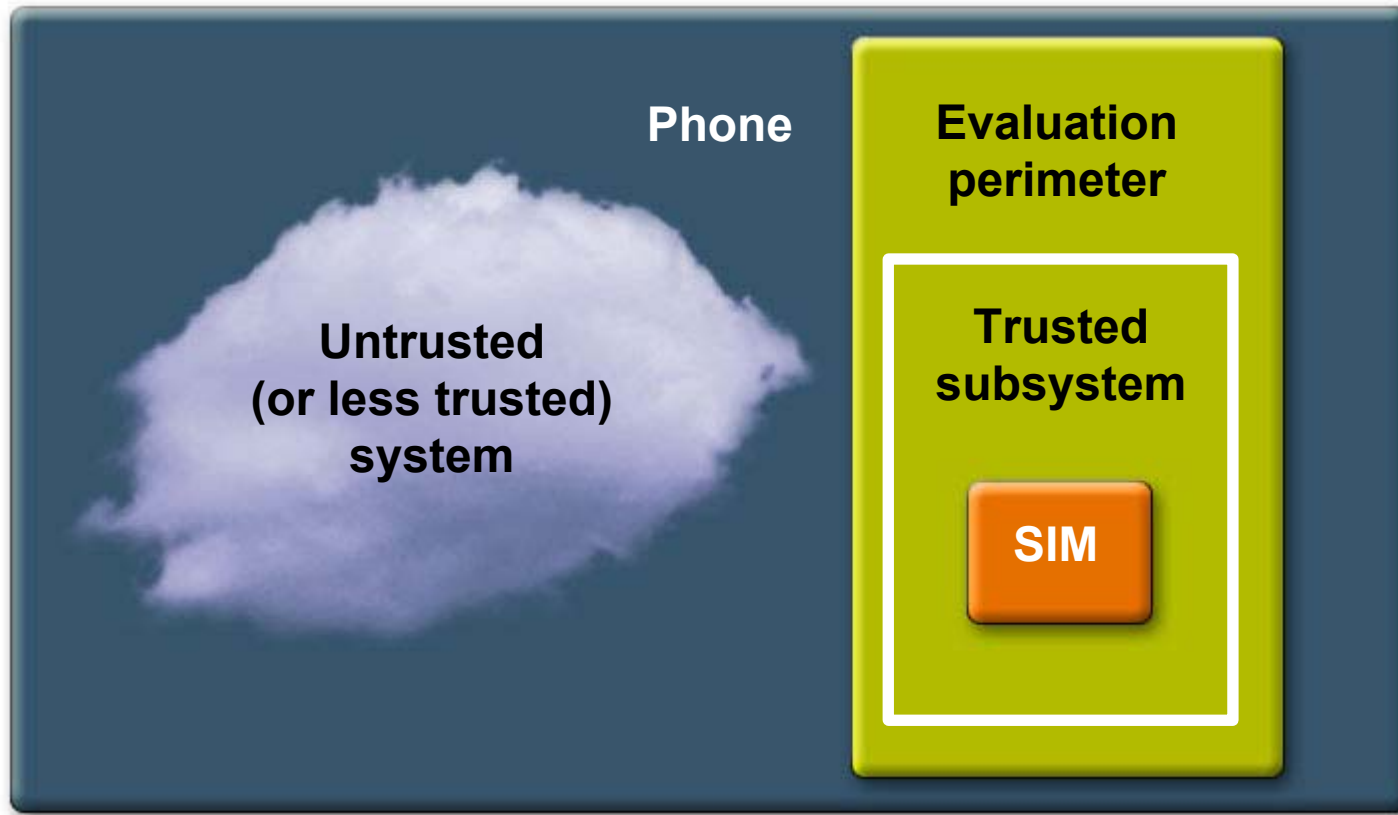 Phone
Evaluation
perimeter
Untrusted
(or less trusted)
system
Trusted
subsystem
SIM